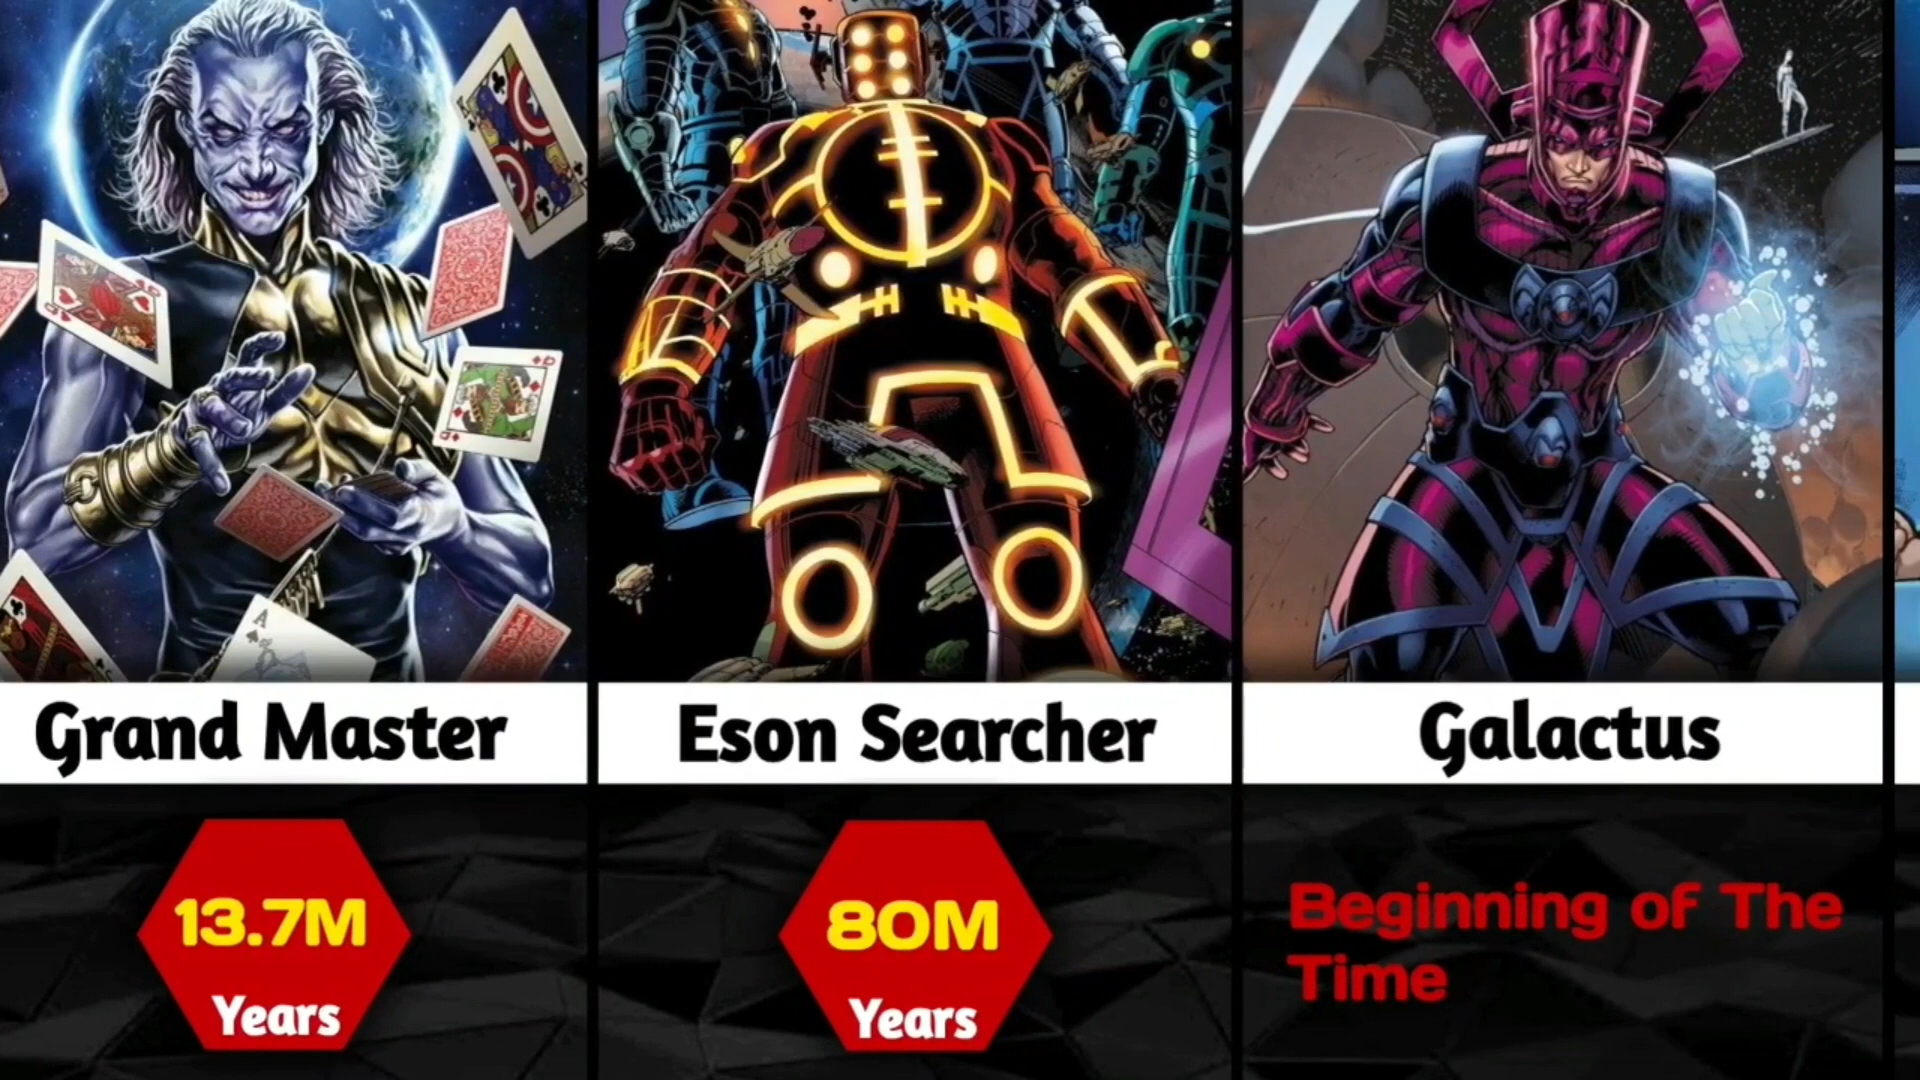 Grand Master
Eson Searcher
Galactus
13.7M
Years
80M
Years
Beginning of The
Time
A